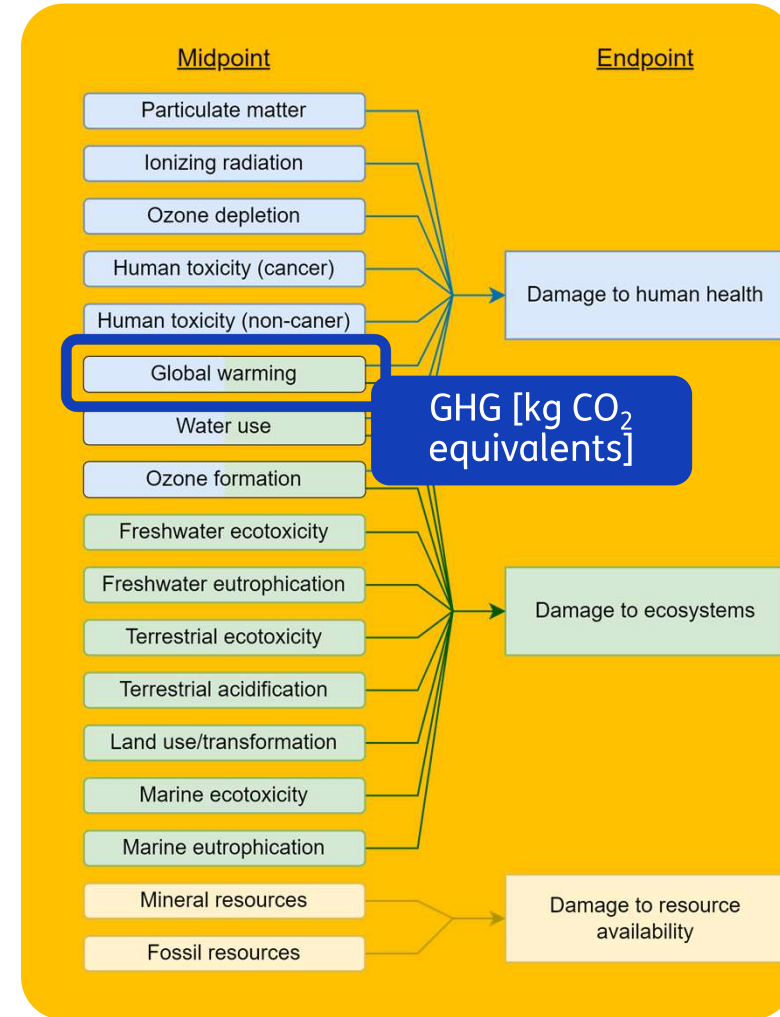 Midpoint
Endpoint
Particulate matter
Ionizing radiation
Ozone depletion
Human toxicity (cancer)
Human toxicity (non-caner)
Global warming
Water use
Ozone formation
Freshwater ecotoxicity
Freshwater eutrophication
Terrestrial ecotoxicity
Terrestrial acidification
Land use/transformation
Marine ecotoxicity
Marine eutrophication
Mineral resources
Fossil resources
Damage to human health
GHG [kg CO₂
equivalents]
Damage to ecosystems
Damage to resource
availability